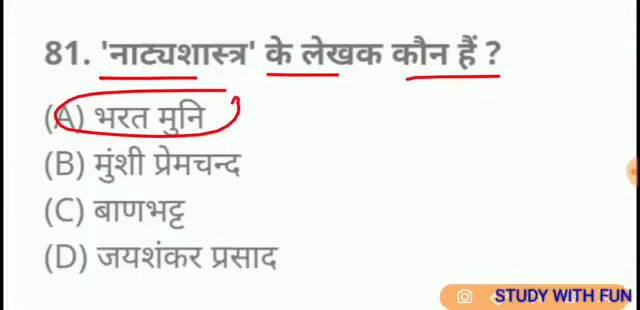 81. 'नाट्यशास्त्र' के लेखक कौन हैं ?
(A) भरत मुनि
(B) मुंशी प्रेमचन्द
(C) बाणभट्ट
(D) जयशंकर प्रसाद
STUDY WITH FUN